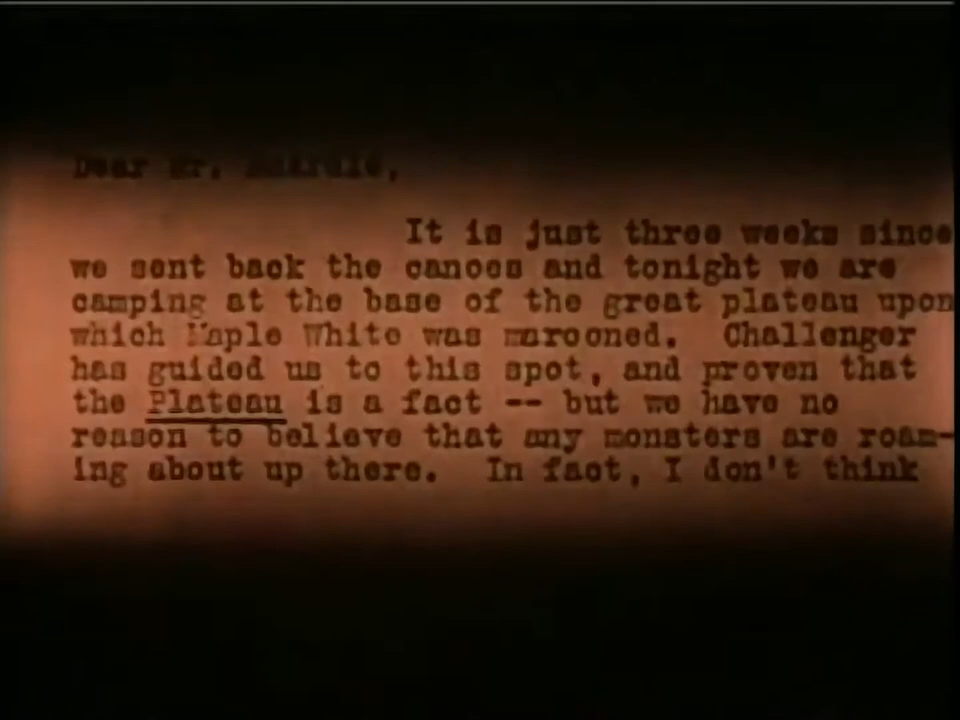 Dear Mr. McArdle,
It is just three weeks since
we sent back the canoes and tonight we are
camping at the base of the great plateau upon
which Maple White was marooned. Challenger
has guided us to this spot, and proven that
the Plateau is a fact -- but we have no
reason to believe that any monsters are roam-
ing about up there. In fact, I don't think